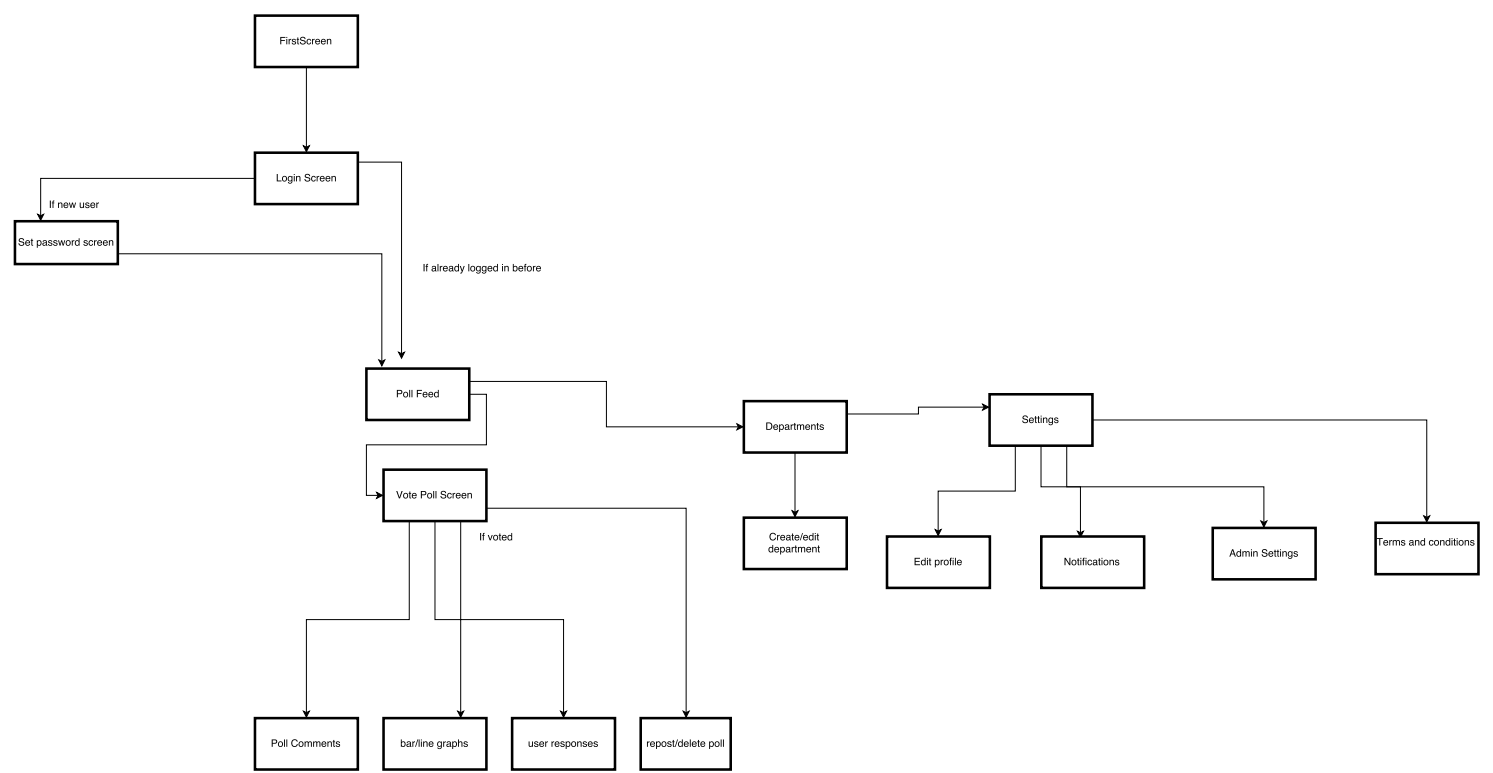 FirstScreen
Login Screen
If new user
Set password screen
If already logged in before
Poll Feed
Departments
Settings
Vote Poll Screen
If voted
Create/edit
department
Edit profile
Notifications
Admin Settings
Terms and conditions
Poll Comments
bar/line graphs
user responses
repost/delete poll